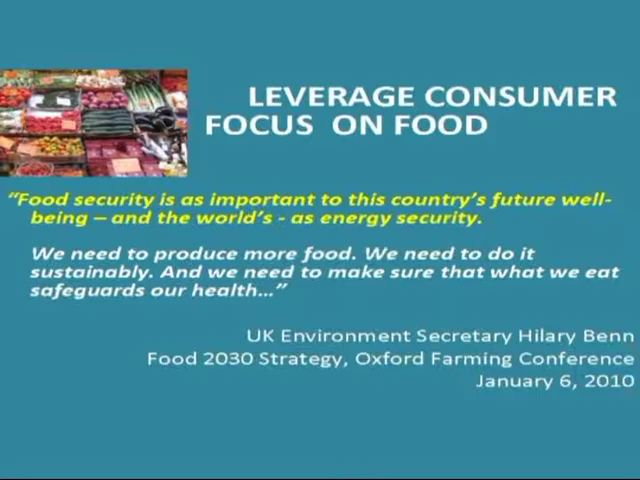 LEVERAGE CONSUMER
FOCUS ON FOOD
“Food security is as important to this country’s future well-
being – and the world’s - as energy security.
We need to produce more food. We need to do it
sustainably. And we need to make sure that what we eat
safeguards our health…”
UK Environment Secretary Hilary Benn
Food 2030 Strategy, Oxford Farming Conference
January 6, 2010